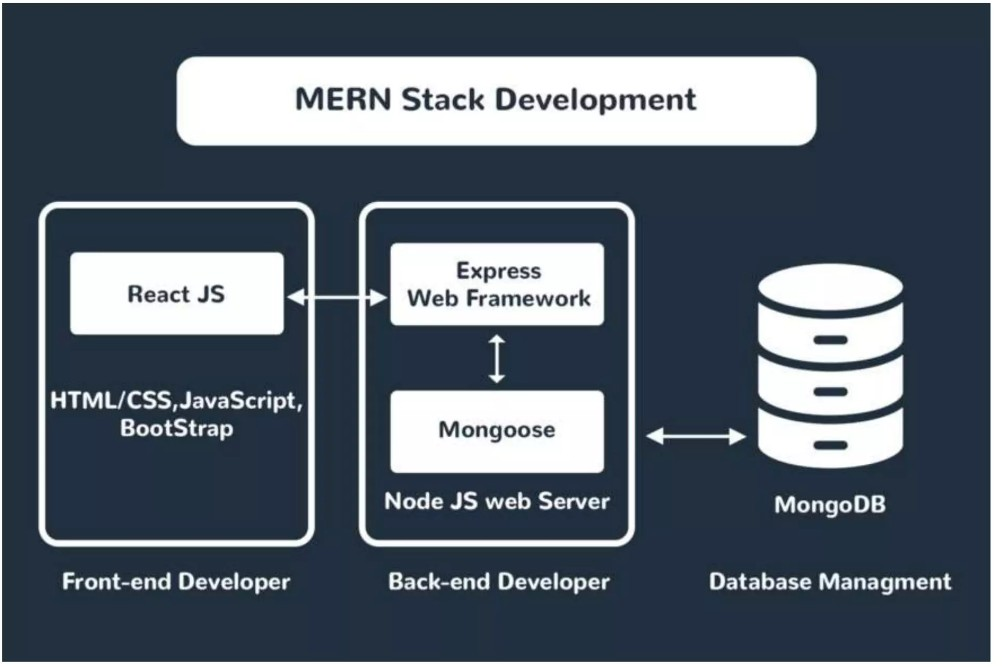 MERN Stack Development
React JS
HTML/CSS,JavaScript,
BootStrap
Front-end Developer
Express
Web Framework
Mongoose
Node JS web Server
Back-end Developer
MongoDB
Database Managment